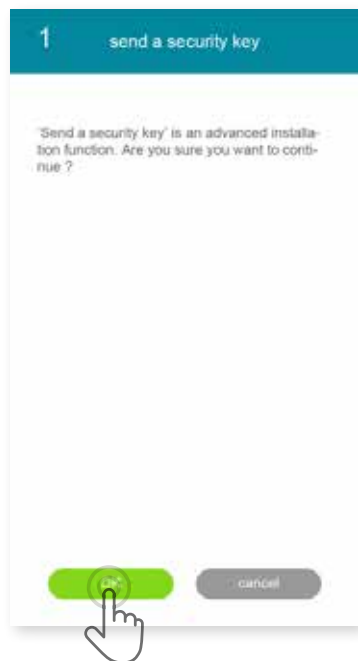 1 send a security key
'Send a security key' is an advanced installa-
tion function. Are you sure you want to conti-
nue ?
OK cancel